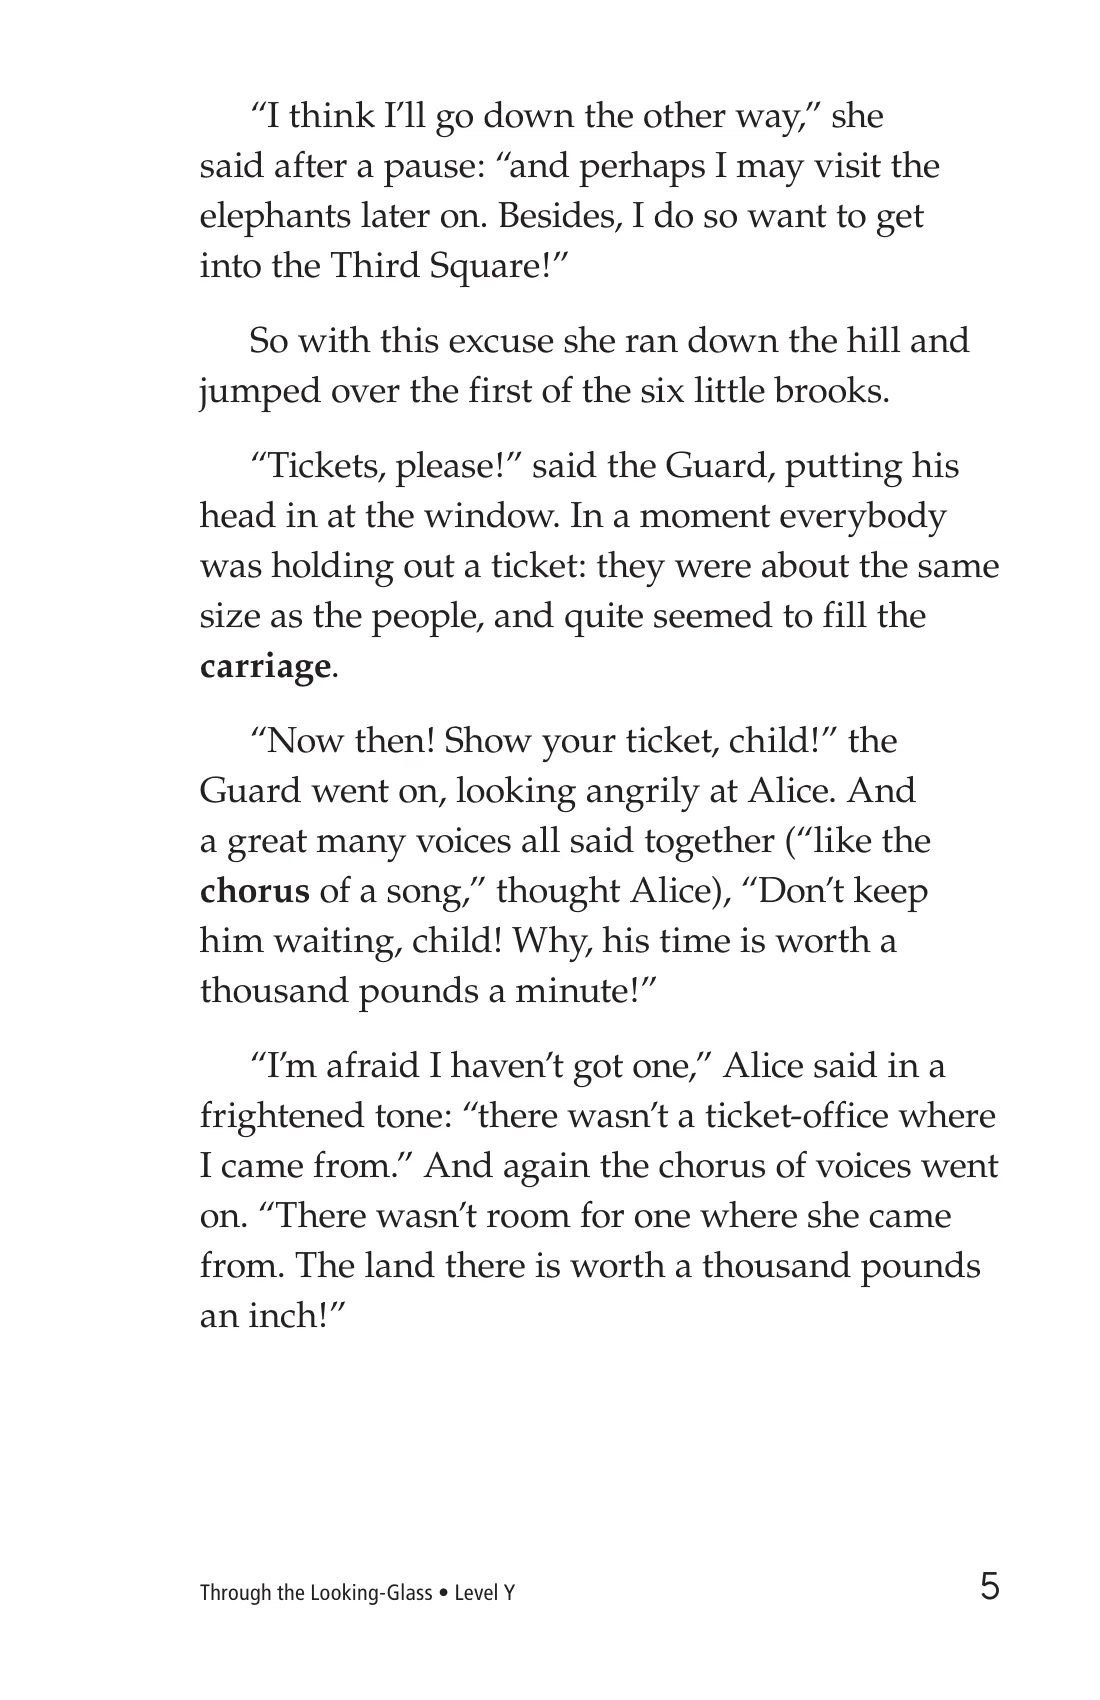 “I think I’ll go down the other way,” she
said after a pause: “and perhaps I may visit the
elephants later on. Besides, I do so want to get
into the Third Square!”
So with this excuse she ran down the hill and
jumped over the first of the six little brooks.
“Tickets, please!” said the Guard, putting his
head in at the window. In a moment everybody
was holding out a ticket: they were about the same
size as the people, and quite seemed to fill the
carriage.
“Now then! Show your ticket, child!” the
Guard went on, looking angrily at Alice. And
a great many voices all said together (“like the
chorus of a song,” thought Alice), “Don’t keep
him waiting, child! Why, his time is worth a
thousand pounds a minute!”
“I’m afraid I haven’t got one,” Alice said in a
frightened tone: “there wasn’t a ticket-office where
I came from.” And again the chorus of voices went
on. “There wasn’t room for one where she came
from. The land there is worth a thousand pounds
an inch!”
Through the Looking-Glass • Level Y 5